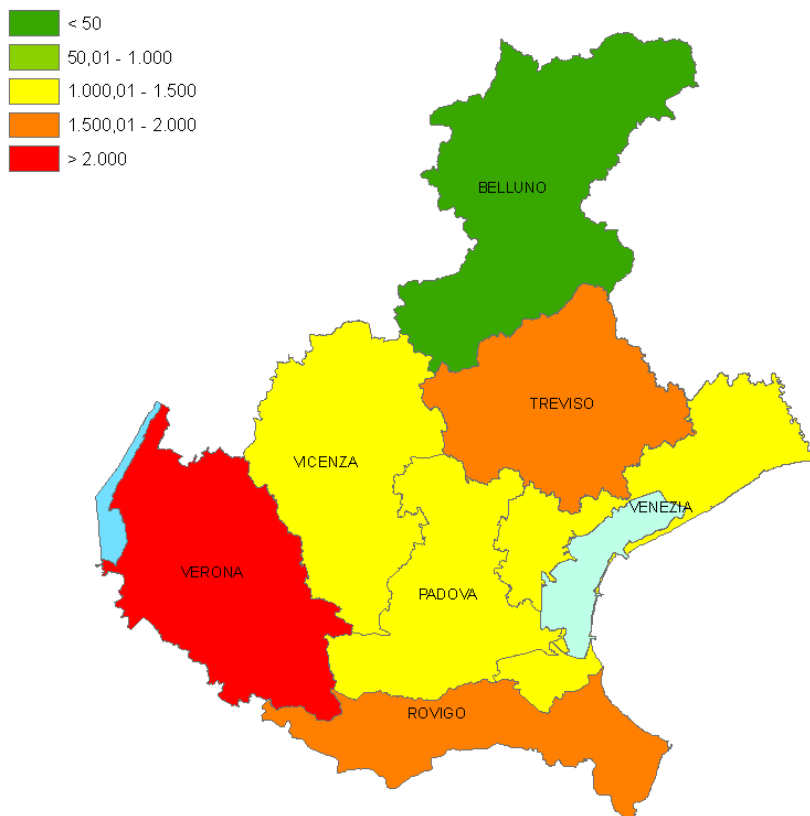 < 50
50,01 - 1.000
1.000,01 - 1.500
1.500,01 - 2.000
> 2.000
BELLUNO
TREVISO
VICENZA
VENEZIA
VERONA
PADOVA
ROVIGO